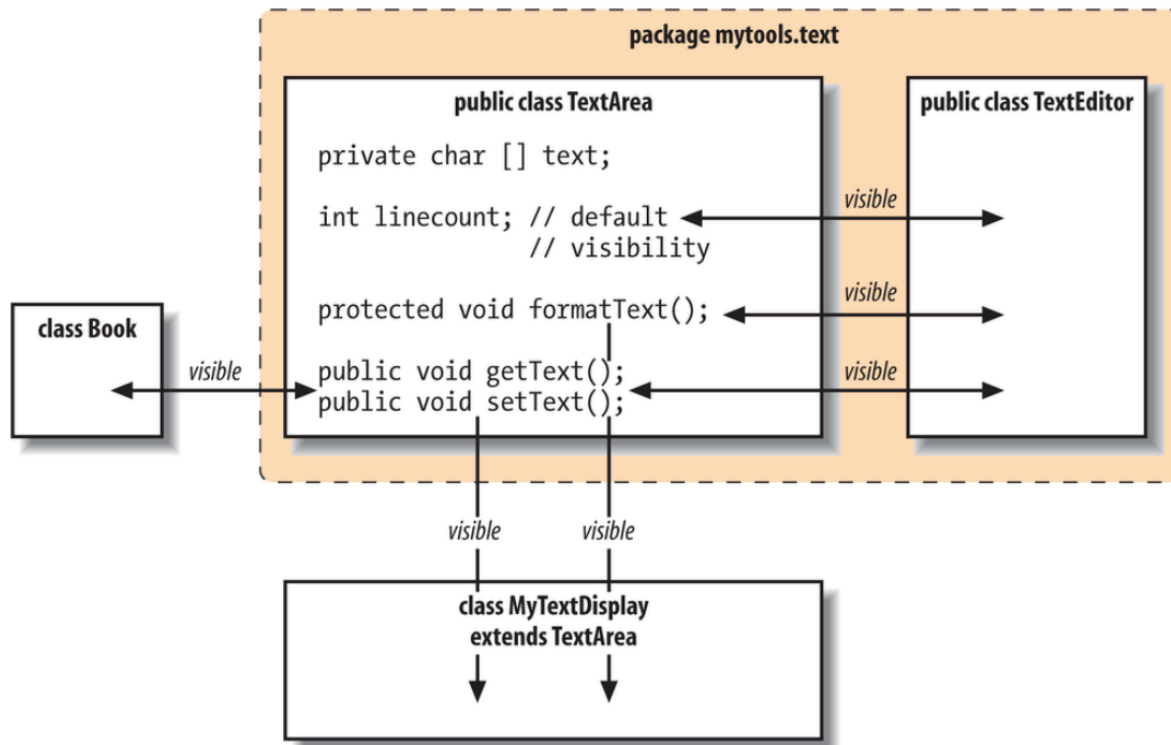 package mytools.text
public class TextArea
public class TextEditor
private char [] text;
visible
int linecount; // default
// visibility
visible
protected void formatText();
class Book
visible
public void getText();
visible
public void setText();
visible
visible
class MyTextDisplay
extends TextArea